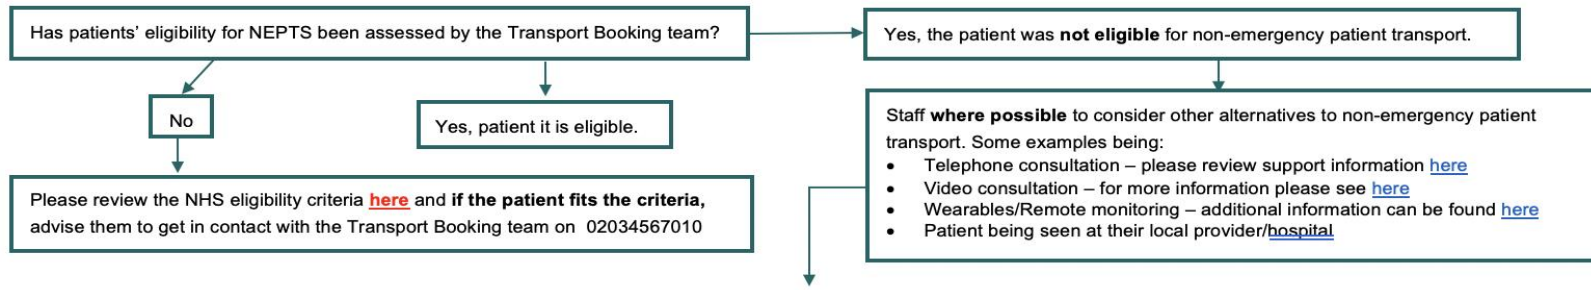 Has patients' eligibility for NEPTS been assessed by the Transport Booking team?
Yes, the patient was not eligible for non-emergency patient transport.
No
Yes, patient it is eligible.
Please review the NHS eligibility criteria here and if the patient fits the criteria,
advise them to get in contact with the Transport Booking team on 02034567010
Staff where possible to consider other alternatives to non-emergency patient
transport. Some examples being:
• Telephone consultation – please review support information here
• Video consultation – for more information please see here
• Wearables/Remote monitoring – additional information can be found here
• Patient being seen at their local provider/hospital